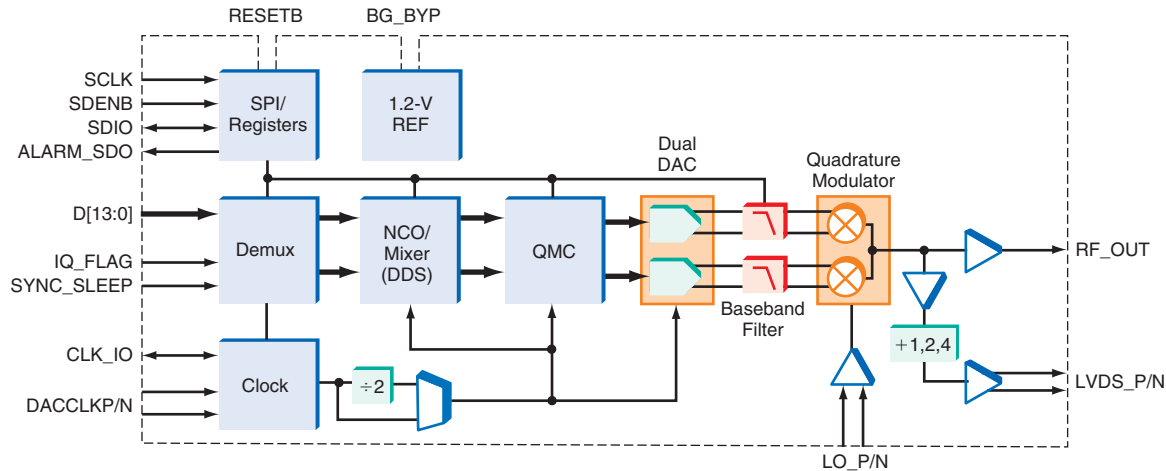 RESETB
BG_BYP
SCLK
SDENB
SDIO
ALARM_SDO
SPI/
Registers
1.2-V
REF
Dual
DAC
Quadrature
Modulator
D[13:0]
IQ_FLAG
SYNC_SLEEP
Demux
NCO/
Mixer
(DDS)
QMC
RF_OUT
Baseband
Filter
+1,2,4
CLK_IO
DACCLKP/N
Clock
÷2
LVDS_P/N
LO_P/N